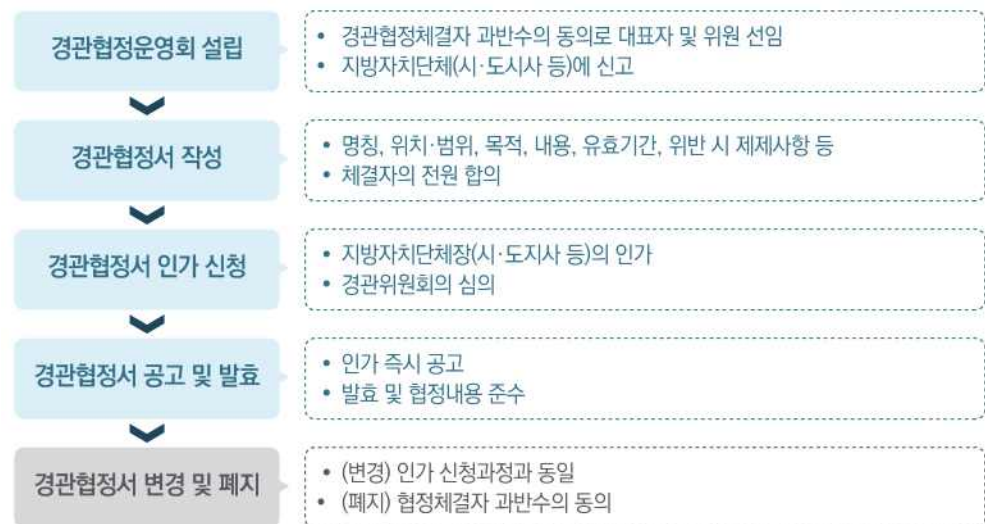 경관협정운영회 설립
• 경관협정체결자 과반수의 동의로 대표자 및 위원 선임
• 지방자치단체(시·도시사 등)에 신고
경관협정서 작성
• 명칭, 위치·범위, 목적, 내용, 유효기간, 위반 시 제제사항 등
• 체결자의 전원 합의
경관협정서 인가 신청
• 지방자치단체장(시·도지사 등)의 인가
• 경관위원회의 심의
경관협정서 공고 및 발효
• 인가 즉시 공고
• 발효 및 협정내용 준수
경관협정서 변경 및 폐지
• (변경) 인가 신청과정과 동일
• (폐지) 협정체결자 과반수의 동의